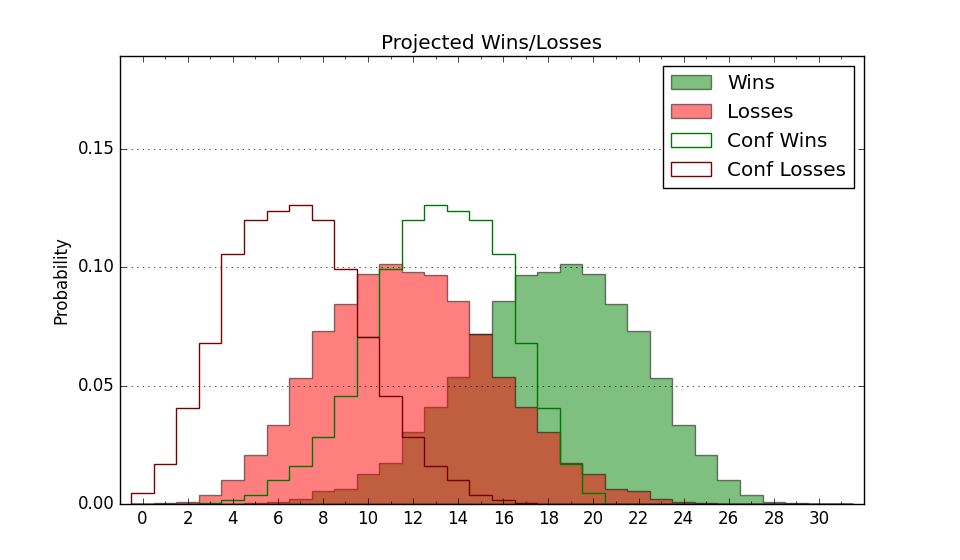 Projected Wins/Losses
Wins
Losses
Conf Wins
Conf Losses
Probability
0.15
0.10
0.05
0.00
0 2 4 6 8 10 12 14 16 18 20 22 24 26 28 30